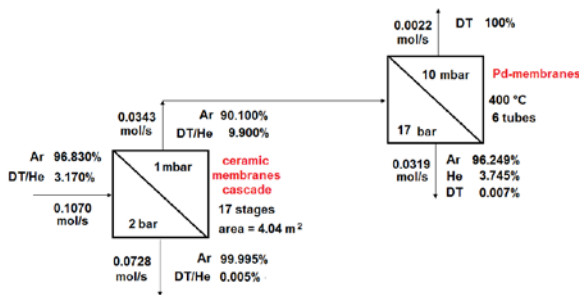 0.0022
mol/s
DT 100%
10 mbar
Pd-membranes
400 °C
6 tubes
17 bar
0.0343
mol/s
Ar 90.100%
DT/He 9.900%
0.0319
mol/s
Ar 96.249%
He 3.745%
DT 0.007%
Ar 96.830%
DT/He 3.170%
0.1070
mol/s
1 mbar
2 bar
ceramic
membranes
cascade
17 stages
area = 4.04 m²
0.0728
mol/s
Ar 99.995%
DT/He 0.005%